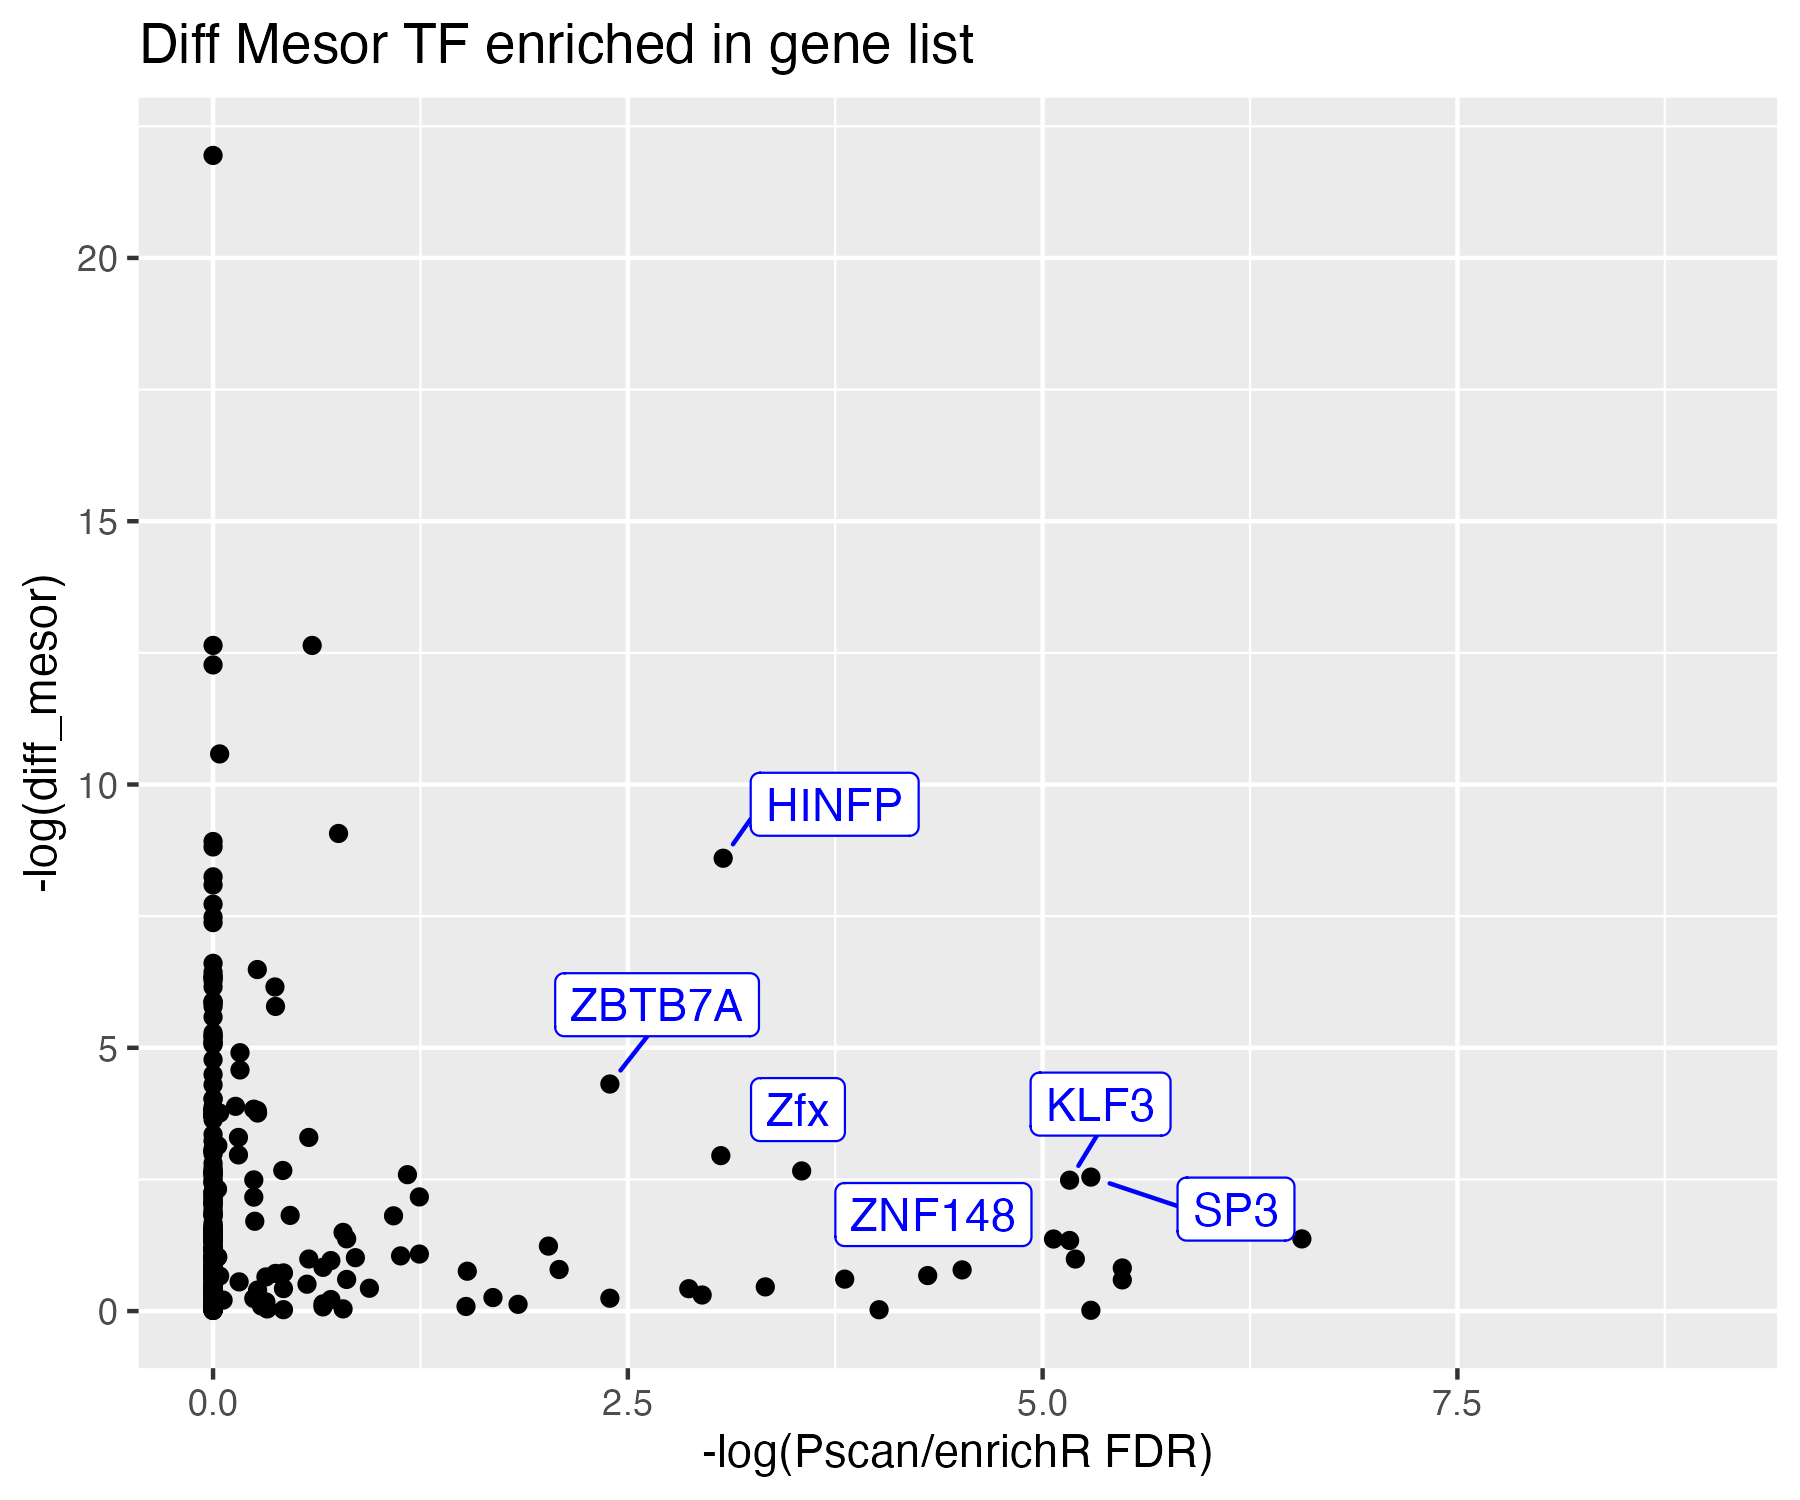 Diff Mesor TF enriched in gene list
-log(diff_mesor)
20
15
10
5
0
HINFP
ZBTB7A
Zfx
KLF3
ZNF148
SP3
0.0
2.5
5.0
7.5
-log(Pscan/enrichR FDR)